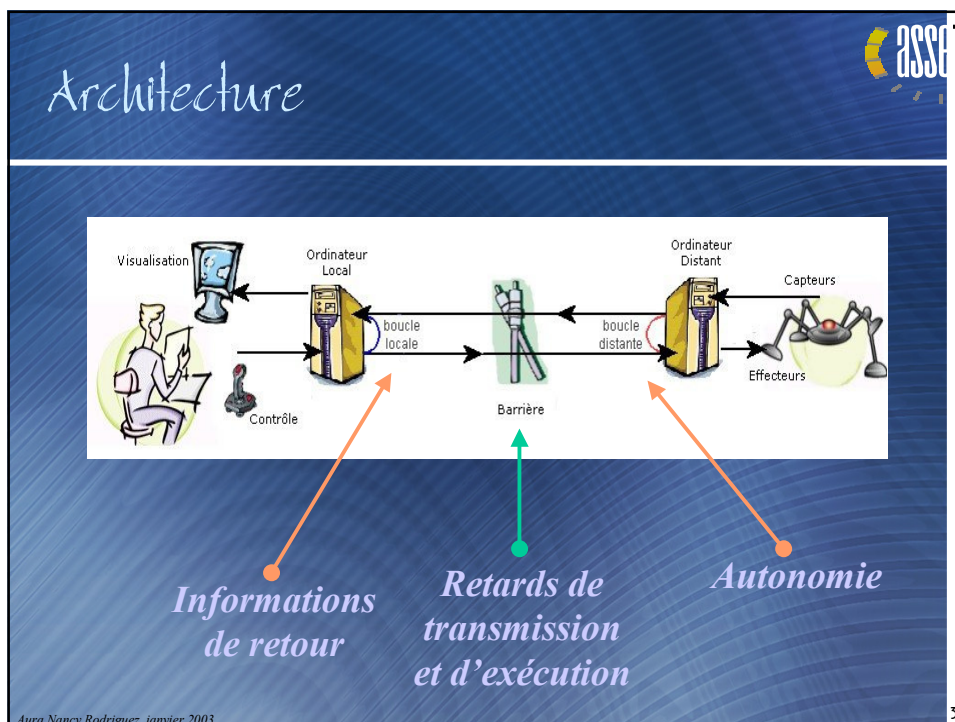 Architecture
Visualisation
Ordinateur
Local
Ordinateur
Distant
Capteurs
boucle
locale
boucle
distante
Effecteurs
Contrôle
Barrière
Informations
de retour
Retards de
transmission
et d'exécution
Autonomie
Aura Nancy Rodriguez, janvier 2003